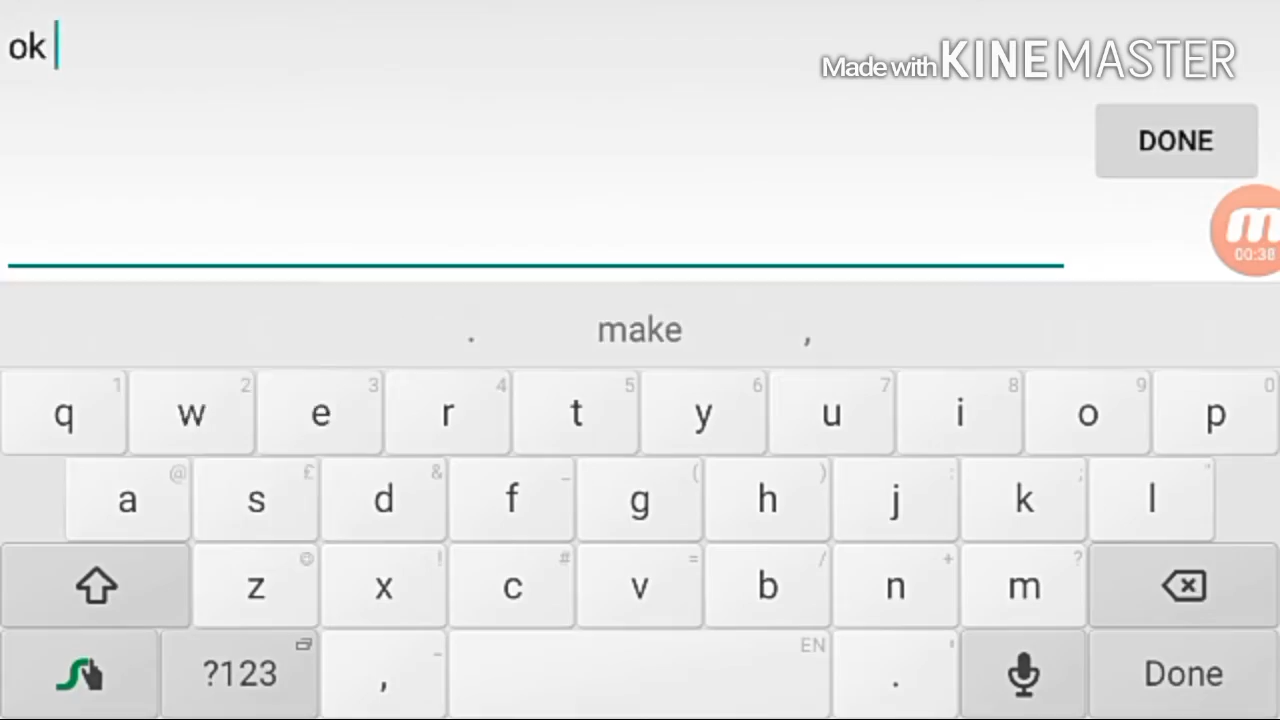 ok
Made with KINEMASTER
DONE
m
00:38
. make ,
1 2 3 4 5 6 7 8 9 0
q w e r t y u i o p
@ £ & _ ( ) : ; "
a s d f g h j k l
☺ ! # = / + ?
z x c v b n m
EN
?123 , . Done